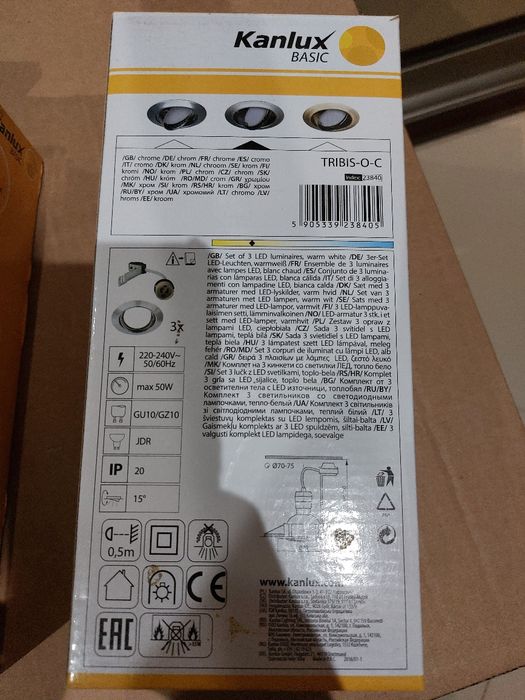 Kanlux
BASIC
/GB/ chrome /DE/ chrom /FR/ chrome /ES/ cromo
/IT/ cromo /DK/ krom /NL/ chroom /SE/ krom /FI/
kromi /NO/ krom /PL/ chrom /CZ/ chrom /SK/
chróm /HU/ króm /RO/MD/ crom /GR/ χρωμίου
/MK/ хром /SI/ krom /RS/HR/ krom /BG/ хром
/RU/BY/ хром /UA/ хромовий /LT/ chromo /LV/
hroms /EE/ kroom
TRIBIS-O-C
Index: 23840
5 905339 238405
/GB/ Set of 3 LED luminaires, warm white /DE/ 3er-Set
LED-Leuchten, warmweiß /FR/ Ensemble de 3 luminaires
avec lampes LED, blanc chaud /ES/ Conjunto de 3 lumina-
rias con lámparas LED, blanca cálida /IT/ Set di 3 alloggia-
menti con lampadine LED, bianca calda /DK/ Sæt med 3
armaturer med LED-lyskilder, varm hvid /NL/ Set van 3
armaturen met LED-lampen, warm wit /SE/ Sats med 3
armaturer med LED-lampor, varmvit /FI/ 3 LED-lamppuva-
laisimen setti, lämminvalkoinen /NO/ LED-armatur 3 stk. i et
sett med LED-lamper, varmhvit /PL/ Zestaw 3 opraw z
lampami LED, ciepłobiała /CZ/ Sada 3 svítidel s LED
lampami, teplá bílá /SK/ Sada 3 svietidiel s LED lampami,
teplá biela /HU/ 3 lámpatest szett LED lámpával, meleg
fehér /RO/MD/ Set 3 corpuri de iluminat cu lămpi LED, alb
cald /GR/ Σειρά 3 πλαισίων με λάμπες LED, ζεστό λευκό
/MK/ Комплет на 3 кинкети со светилки ЛЕД, топло бело
/SI/ Set 3 lučk z LED svetilkami, toplo bela /RS/HR/ Komplet
3 grla sa LED sijalice, toplo bela /BG/ Комплект от 3
осветителни тела с LED източници, топлобял /RU/BY/
Комплект 3 светильников со светодиодными
лампочками, тепло-белый /UA/ Комплект 3 світильників
зі світлодіодними лампочками, теплий білий /LT/ 3
šviestuvų komplektas su LED lempomis, šiltai-balta /LV/
Gaismekļu komplekts ar 3 LED spuldzēm, silti-balta /EE/ 3
valgusti komplekt LED lampidega, soevalge
3x
220-240V~
50/60Hz
max 50W
GU10/GZ10
JDR
IP
20
15°
Ø70-75
0,5m
CE
EAC
www.kanlux.com